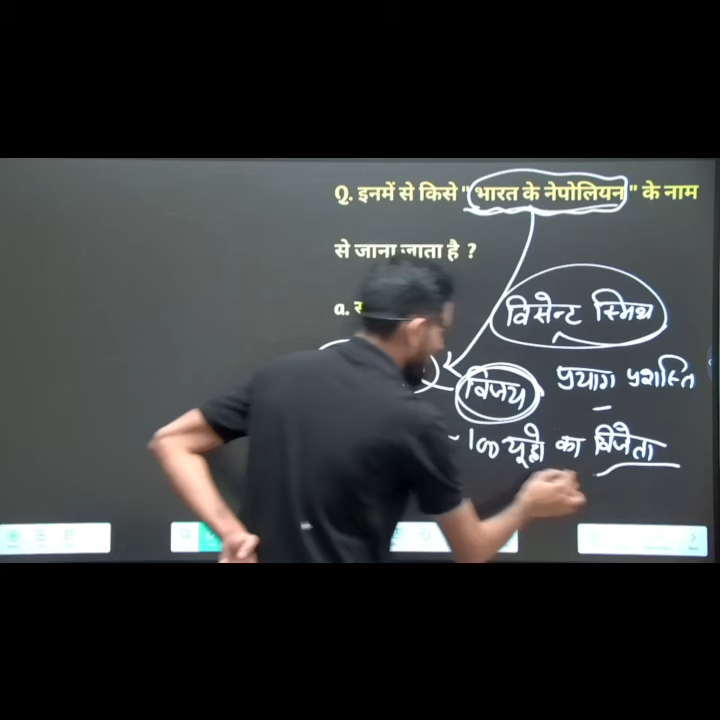 Q. इनमें से किसे " भारत के नेपोलियन " के नाम
से जाना जाता है ?
a.
विसेन्ट स्मिथ
विजय
प्रयाग प्रशस्ति
-100 यूद्दो का विजेता